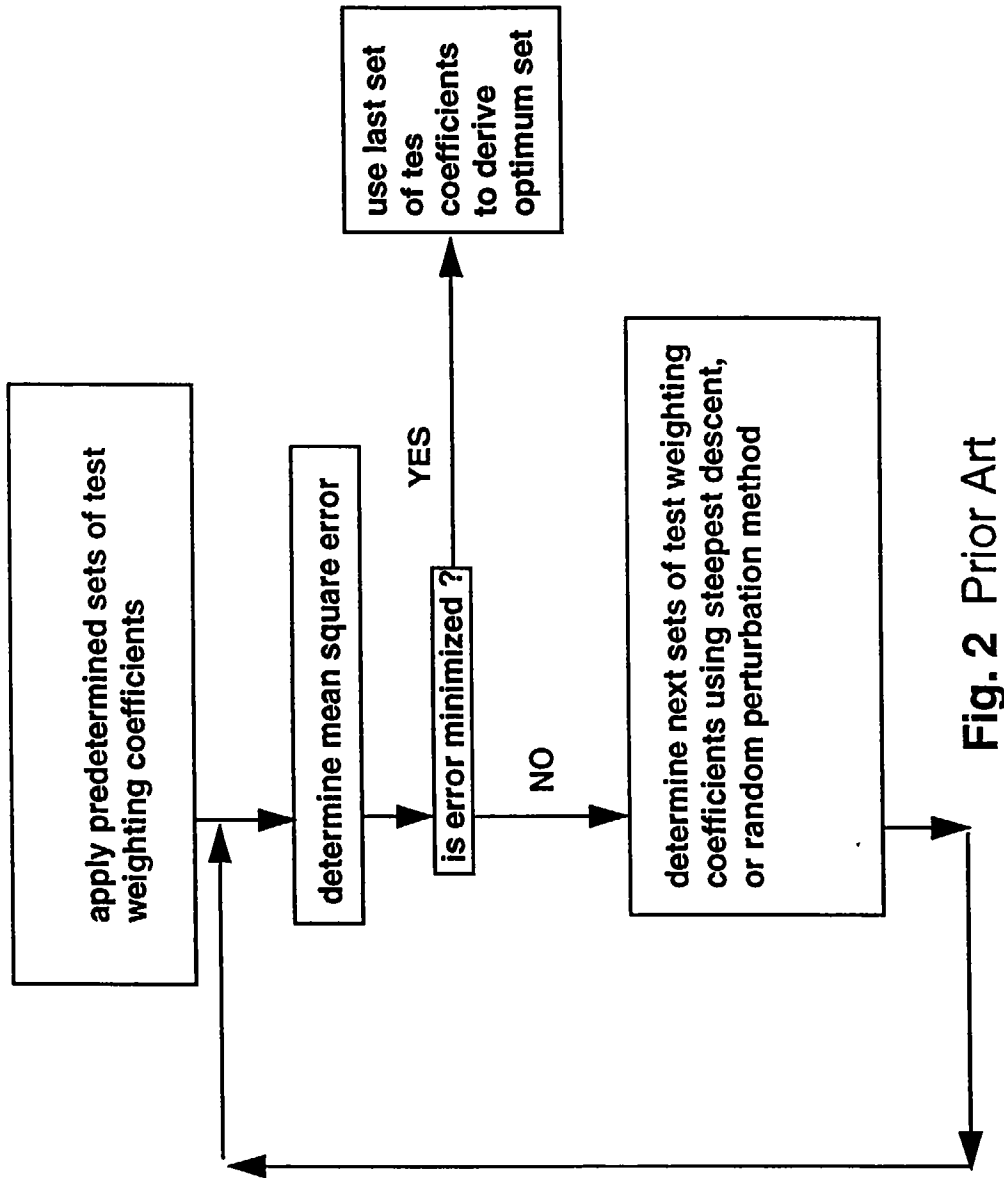 apply predetermined sets of test
weighting coefficients
determine mean square error
is error minimized ?
YES
use last set
of tes
coefficients
to derive
optimum set
NO
determine next sets of test weighting
coefficients using steepest descent,
or random perturbation method
Fig. 2 Prior Art